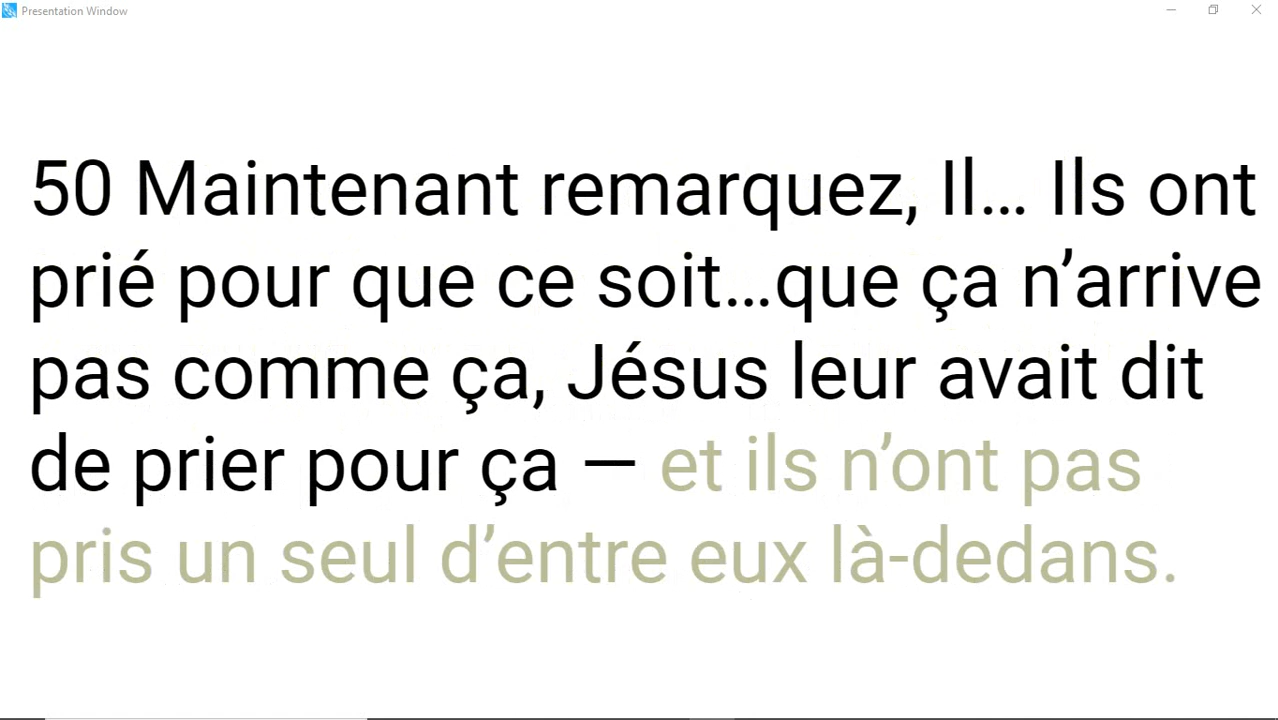 Presentation Window
50 Maintenant remarquez, Il… Ils ont
prié pour que ce soit…que ça n’arrive
pas comme ça, Jésus leur avait dit
de prier pour ça — et ils n’ont pas
pris un seul d’entre eux là-dedans.